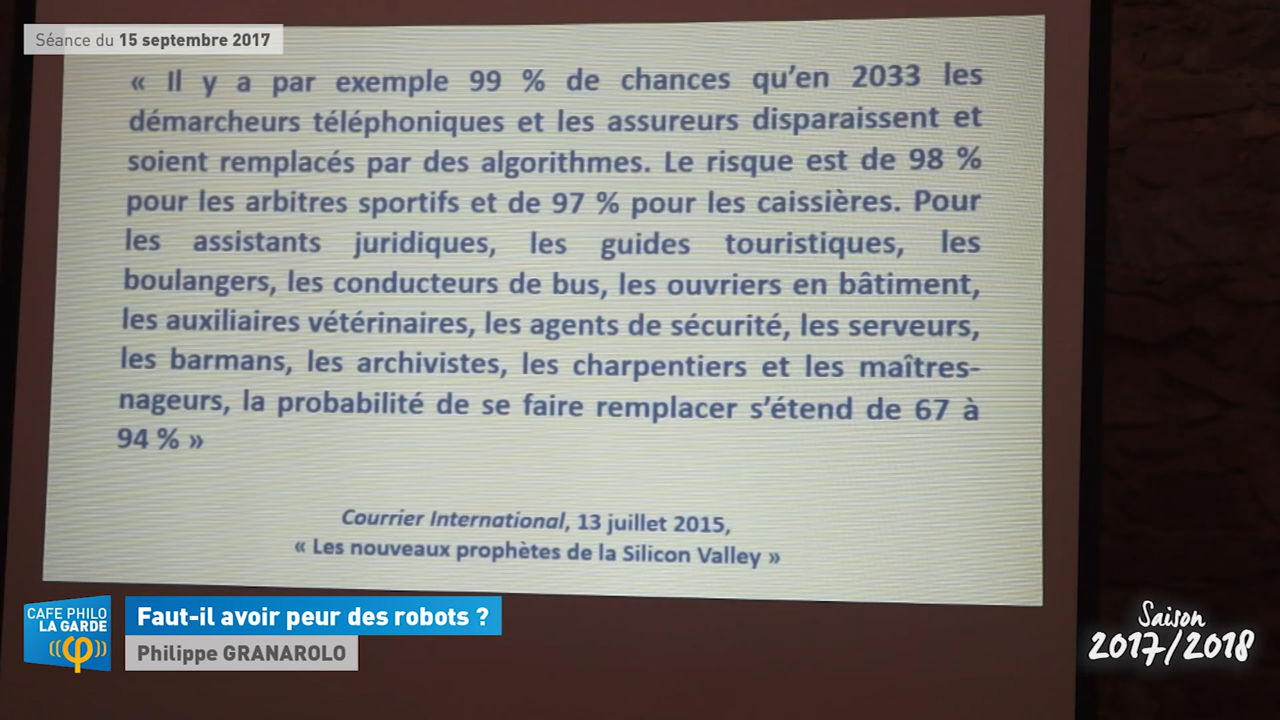 Séance du 15 septembre 2017
« Il y a par exemple 99 % de chances qu'en 2033 les
démarcheurs téléphoniques et les assureurs disparaissent et
soient remplacés par des algorithmes. Le risque est de 98 %
pour les arbitres sportifs et de 97 % pour les caissières. Pour
les assistants juridiques, les guides touristiques, les
boulangers, les conducteurs de bus, les ouvriers en bâtiment,
les auxiliaires vétérinaires, les agents de sécurité, les serveurs,
les barmans, les archivistes, les charpentiers et les maîtres-
nageurs, la probabilité de se faire remplacer s'étend de 67 à
94 % »
Courrier International, 13 juillet 2015,
« Les nouveaux prophètes de la Silicon Valley »
CAFE PHILO
LA GARDE
((φ))
Faut-il avoir peur des robots ?
Philippe GRANAROLO
Saison
2017/2018